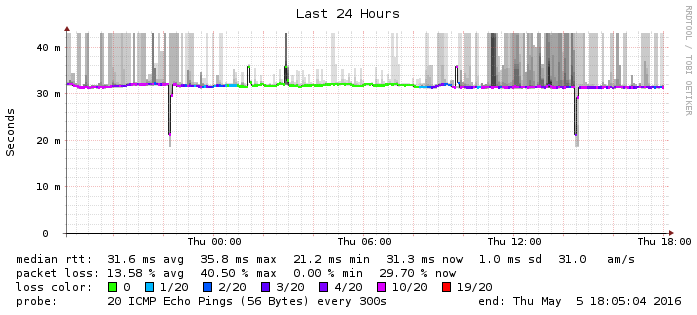 Last 24 Hours
RRDTOOL / TOBI OETIKER
Seconds
40 m
30 m
20 m
10 m
0
Thu 00:00 Thu 06:00 Thu 12:00 Thu 18:00
median rtt: 31.6 ms avg 35.8 ms max 21.2 ms min 31.3 ms now 1.0 ms sd 31.0 am/s
packet loss: 13.58 % avg 40.50 % max 0.00 % min 29.70 % now
loss color: 0 1/20 2/20 3/20 4/20 10/20 19/20
probe: 20 ICMP Echo Pings (56 Bytes) every 300s end: Thu May 5 18:05:04 2016